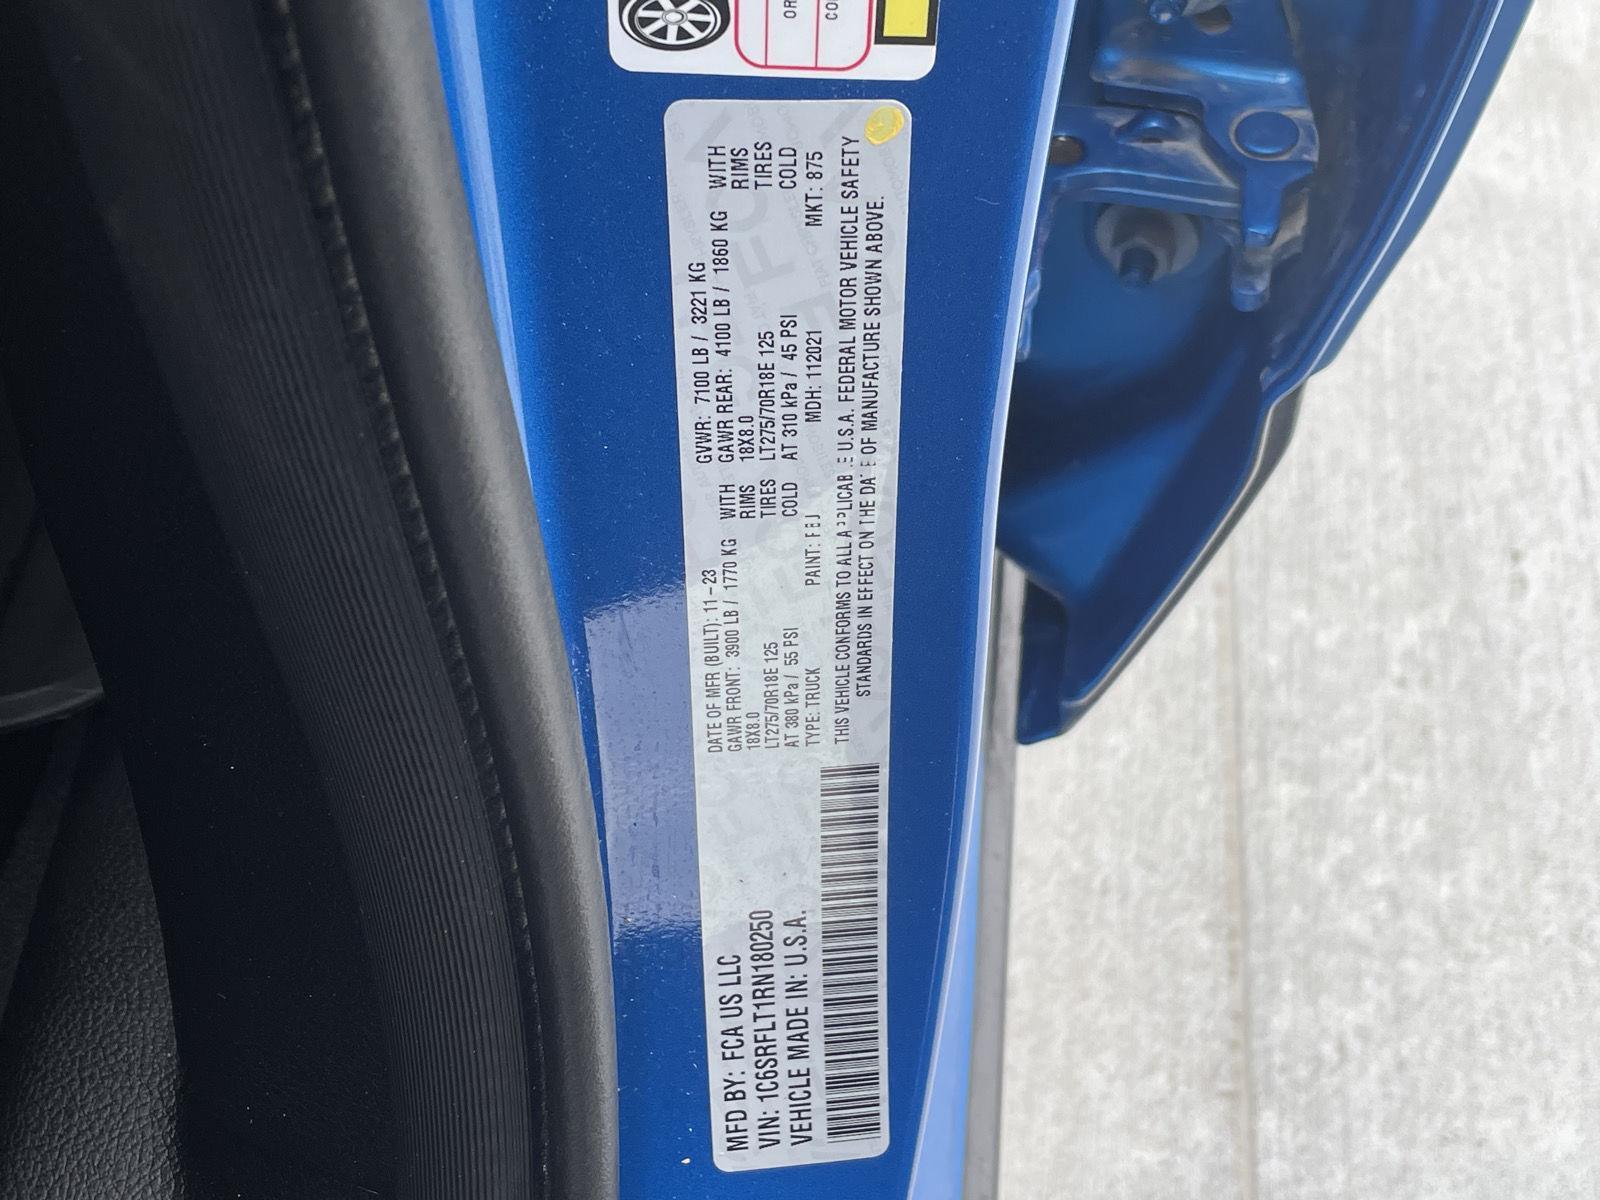 MFD BY: FCA US LLC
VIN: 1C6SRFLT1RN180250
VEHICLE MADE IN: U.S.A.
DATE OF MFR (BUILT): 11-23 GVWR: 7100 LB / 3221 KG
GAWR FRONT: 3900 LB / 1770 KG WITH GAWR REAR: 4100 LB / 1860 KG WITH
18X8.0 RIMS 18X8.0 RIMS
LT275/70R18E 125 TIRES LT275/70R18E 125 TIRES
AT 380 kPa / 55 PSI COLD AT 310 kPa / 45 PSI COLD
TYPE: TRUCK PAINT: FBJ MDH: 112021 MKT: 875
THIS VEHICLE CONFORMS TO ALL APPLICABLE U.S.A. FEDERAL MOTOR VEHICLE SAFETY
STANDARDS IN EFFECT ON THE DATE OF MANUFACTURE SHOWN ABOVE.